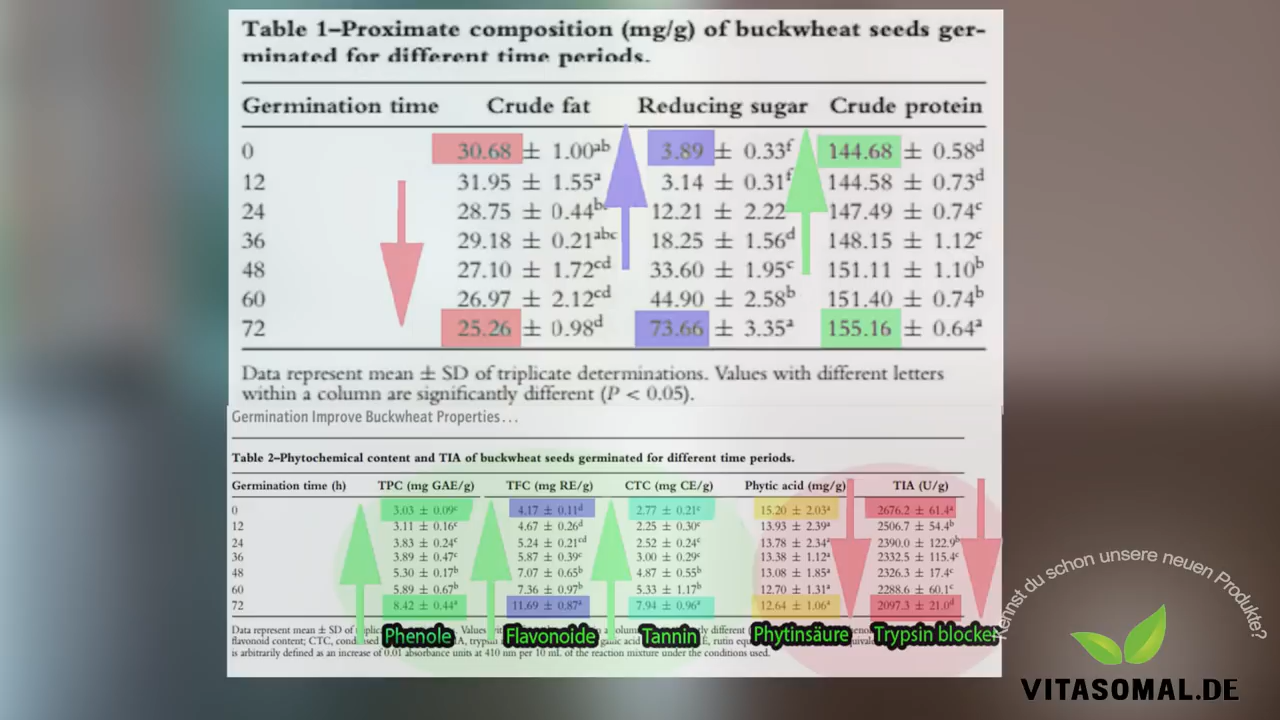 Table 1–Proximate composition (mg/g) of buckwheat seeds ger-
minated for different time periods.
Germination time Crude fat Reducing sugar Crude protein
0 30.68 ± 1.00ᵃᵇ 3.89 ± 0.33ᶠ 144.68 ± 0.58ᵈ
12 31.95 ± 1.55ᵃ 3.14 ± 0.31ᶠ 144.58 ± 0.73ᵈ
24 28.75 ± 0.44ᵇ 12.21 ± 2.22 147.49 ± 0.74ᶜ
36 29.18 ± 0.21ᵃᵇᶜ 18.25 ± 1.56ᵈ 148.15 ± 1.12ᶜ
48 27.10 ± 1.72ᶜᵈ 33.60 ± 1.95ᶜ 151.11 ± 1.10ᵇ
60 26.97 ± 2.12ᶜᵈ 44.90 ± 2.58ᵇ 151.40 ± 0.74ᵇ
72 25.26 ± 0.98ᵈ 73.66 ± 3.35ᵃ 155.16 ± 0.64ᵃ
Data represent mean ± SD of triplicate determinations. Values with different letters
within a column are significantly different (P < 0.05).
Germination Improve Buckwheat Properties…
Table 2–Phytochemical content and TIA of buckwheat seeds germinated for different time periods.
Germination time (h) TPC (mg GAE/g) TFC (mg RE/g) CTC (mg CE/g) Phytic acid (mg/g) TIA (U/g)
0 3.03 ± 0.09ᶜ 4.17 ± 0.11ᵈ 2.77 ± 0.21ᶜ 15.20 ± 2.03ᵃ 2676.2 ± 61.4ᵃ
12 3.11 ± 0.16ᶜ 4.67 ± 0.26ᵈ 2.25 ± 0.30ᶜ 13.93 ± 2.39ᵃ 2506.7 ± 54.4ᵇ
24 3.83 ± 0.24ᶜ 5.24 ± 0.21ᶜᵈ 2.52 ± 0.24ᶜ 13.78 ± 2.34ᵃ 2390.0 ± 122.9ᵇ
36 3.89 ± 0.47ᶜ 5.87 ± 0.39ᶜ 3.00 ± 0.29ᶜ 13.38 ± 1.12ᵃ 2332.5 ± 115.4ᶜ
48 5.30 ± 0.17ᵇ 7.07 ± 0.65ᵇ 4.87 ± 0.55ᵇ 13.08 ± 1.85ᵃ 2326.3 ± 17.4ᶜ
60 5.89 ± 0.67ᵇ 7.36 ± 0.97ᵇ 5.33 ± 1.17ᵇ 12.70 ± 1.31ᵃ 2288.6 ± 60.1ᶜ
72 8.42 ± 0.44ᵃ 11.69 ± 0.87ᵃ 7.94 ± 0.96ᵃ 12.64 ± 1.06ᵃ 2097.3 ± 21.0ᵈ
Data represent mean ± SD of
flavonoid content; CTC,
is arbitrarily defined as an increase of 0.01 absorbance units at 410 nm per 10 mL of the reaction mixture under the conditions used.
Phenole Flavonoide Tannin Phytinsäure Trypsin blocker
Kennst du schon unsere neuen Produkte?
VITASOMAL.DE